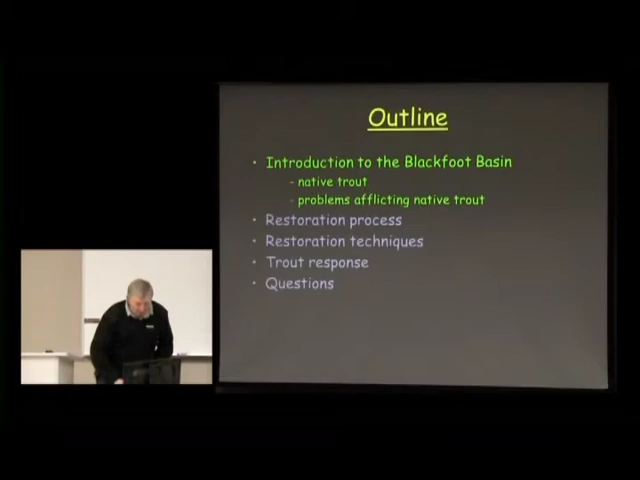 Outline
• Introduction to the Blackfoot Basin
- native trout
- problems afflicting native trout
• Restoration process
• Restoration techniques
• Trout response
• Questions